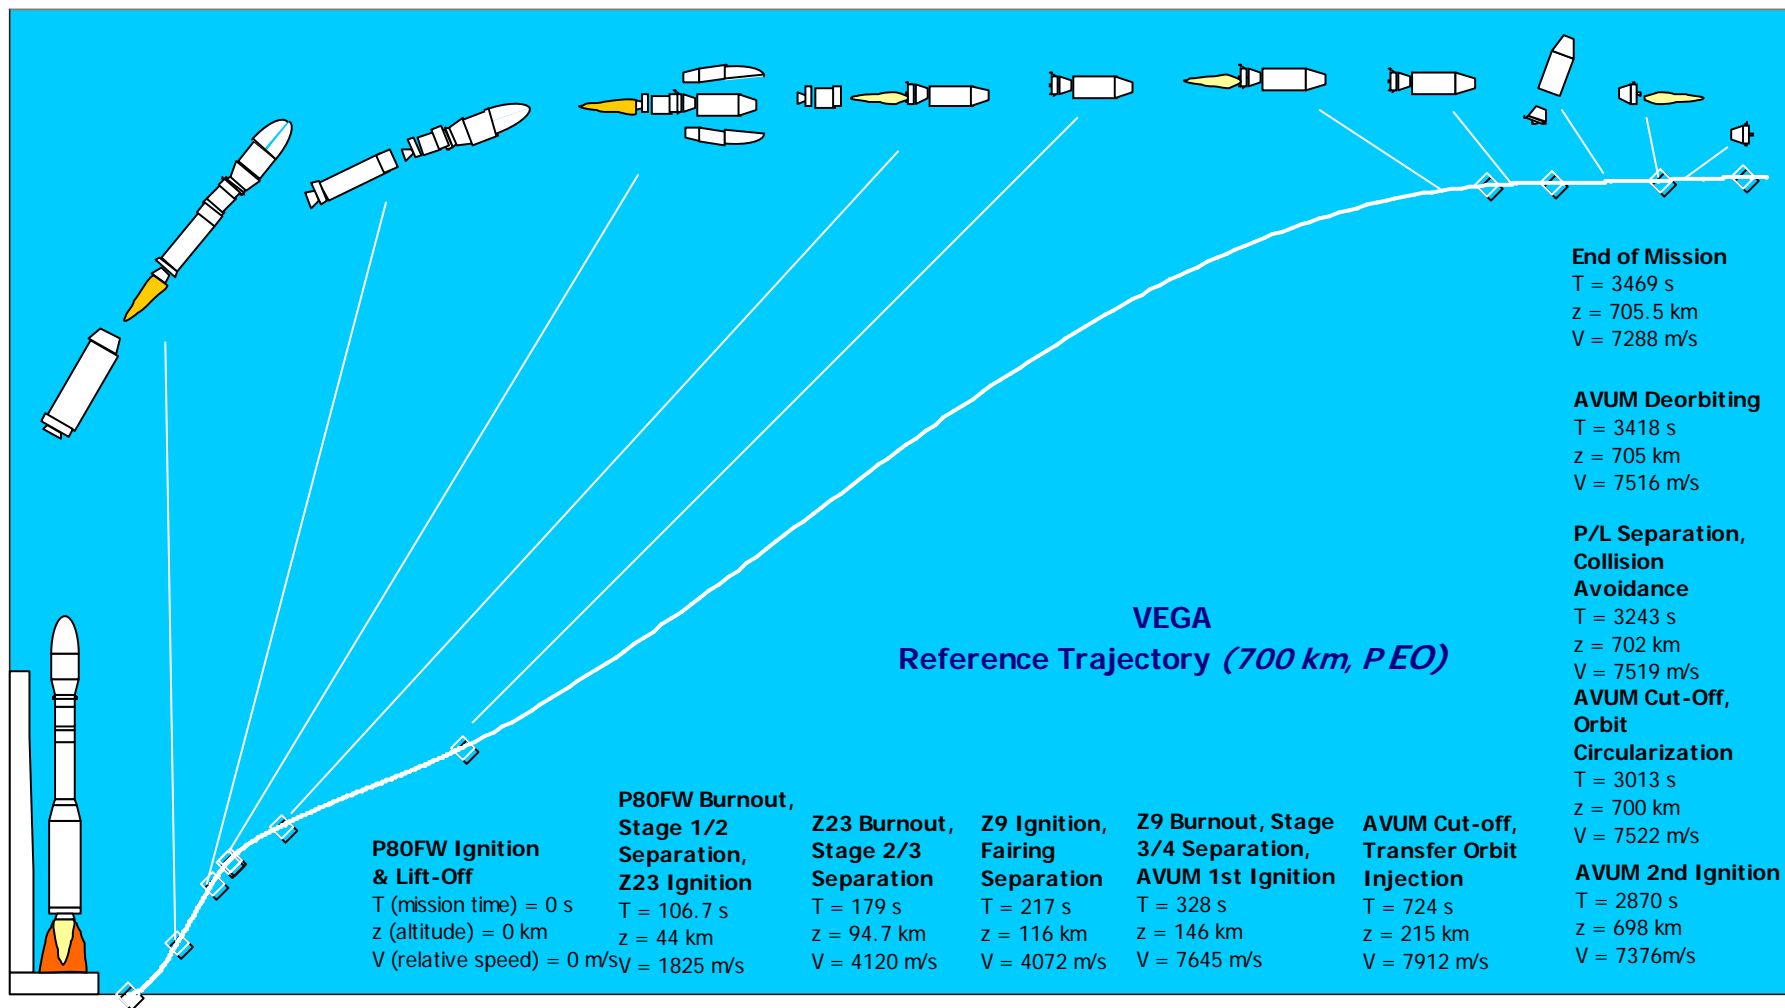 VEGA
Reference Trajectory (700 km, PEO)
P80FW Ignition
& Lift-Off
T (mission time) = 0 s
z (altitude) = 0 km
V (relative speed) = 0 m/s
P80FW Burnout,
Stage 1/2
Separation,
Z23 Ignition
T = 106.7 s
z = 44 km
V = 1825 m/s
Z23 Burnout,
Stage 2/3
Separation
T = 179 s
z = 94.7 km
V = 4120 m/s
Z9 Ignition,
Fairing
Separation
T = 217 s
z = 116 km
V = 4072 m/s
Z9 Burnout, Stage
3/4 Separation,
AVUM 1st Ignition
T = 328 s
z = 146 km
V = 7645m/s
AVUM Cut-off,
Transfer Orbit
Injection
T = 724 s
z = 215 km
V = 7912 m/s
End of Mission
T = 3469 s
z = 705.5 km
V = 7288 m/s
AVUM Deorbiting
T = 3418 s
z = 705 km
V = 7516 m/s
P/L Separation,
Collision
Avoidance
T = 3243 s
z = 702 km
V = 7519 m/s
AVUM Cut-Off,
Orbit
Circularization
T = 3013 s
z = 700 km
V = 7522 m/s
AVUM 2nd Ignition
T = 2870 s
z = 698 km
V = 7376m/s